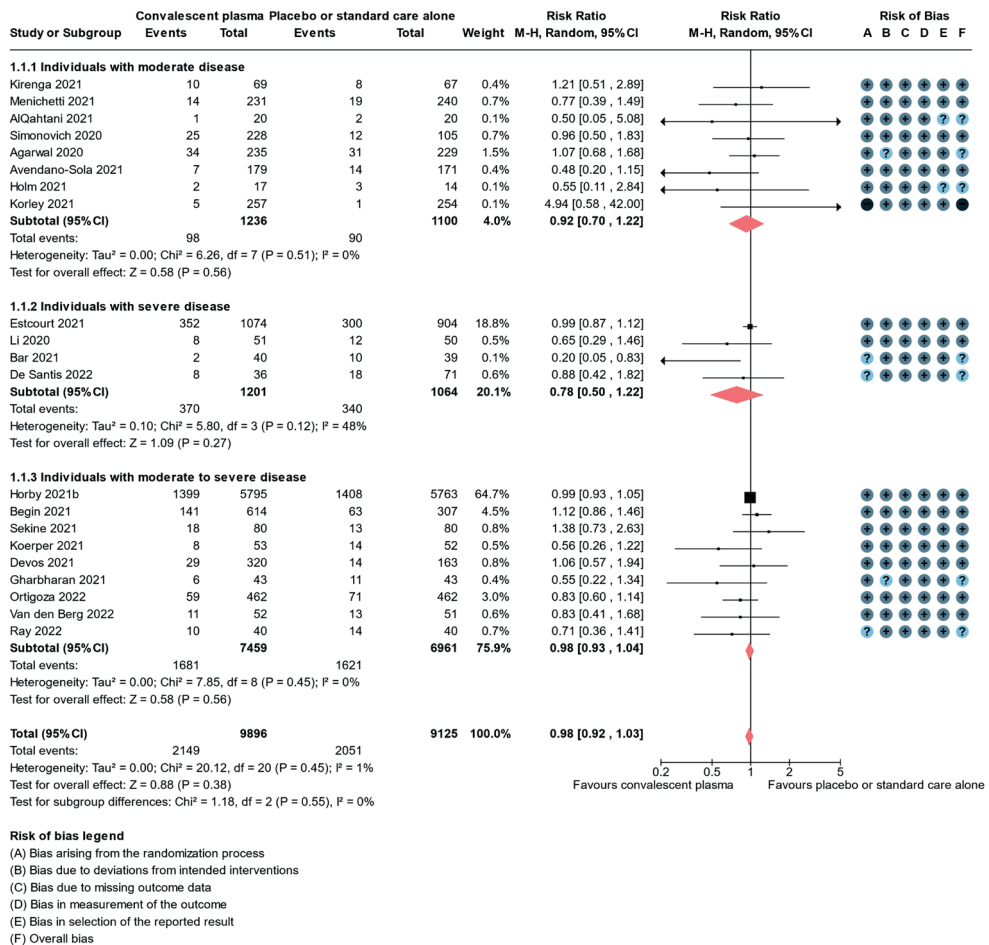 Convalescent plasma Placebo or standard care alone Risk Ratio Risk Ratio Risk of Bias
Study or Subgroup Events Total Events Total Weight M-H, Random, 95%CI M-H, Random, 95%CI A B C D E F
1.1.1 Individuals with moderate disease
Kirenga 2021 10 69 8 67 0.4% 1.21 [0.51 , 2.89] + + + + + +
Menichetti 2021 14 231 19 240 0.7% 0.77 [0.39 , 1.49] + + + + + +
AlQahtani 2021 1 20 2 20 0.1% 0.50 [0.05 , 5.08] + + + + ? ?
Simonovich 2020 25 228 12 105 0.6% 0.96 [0.50 , 1.83] + + + + + +
Agarwal 2020 34 235 31 229 1.5% 1.07 [0.68 , 1.68] + ? + + + ?
Avendano-Sola 2021 7 179 14 171 0.4% 0.48 [0.20 , 1.15] + + + + + +
Holm 2021 2 17 3 14 0.1% 0.55 [0.11 , 2.84] + + + + ? ?
Korley 2021 5 257 1 254 0.1% 4.94 [0.58 , 42.00] − + + + + −
Subtotal (95%CI) 1236 1100 4.0% 0.92 [0.70 , 1.22]
Total events: 98 90
Heterogeneity: Tau² = 0.00; Chi² = 6.26, df = 7 (P = 0.51); I² = 0%
Test for overall effect: Z = 0.58 (P = 0.56)
1.1.2 Individuals with severe disease
Estcourt 2021 352 1074 300 904 18.8% 0.99 [0.87 , 1.12] + + + + + +
Li 2020 8 51 12 50 0.5% 0.65 [0.29 , 1.46] + + + + + +
Bar 2021 2 40 10 39 0.1% 0.20 [0.05 , 0.83] ? + + + + ?
De Santis 2022 8 36 18 71 0.6% 0.88 [0.42 , 1.82] ? + + + + ?
Subtotal (95%CI) 1201 1064 20.1% 0.78 [0.50 , 1.22]
Total events: 370 340
Heterogeneity: Tau² = 0.10; Chi² = 5.80, df = 3 (P = 0.12); I² = 48%
Test for overall effect: Z = 1.09 (P = 0.27)
1.1.3 Individuals with moderate to severe disease
Horby 2021b 1399 5795 1408 5763 64.7% 0.99 [0.93 , 1.05] + + + + + +
Begin 2021 141 614 63 307 4.5% 1.12 [0.86 , 1.46] + + + + + +
Sekine 2021 18 80 13 80 0.8% 1.38 [0.73 , 2.63] + + + + + +
Koerper 2021 8 53 14 52 0.5% 0.56 [0.26 , 1.22] + + + + + +
Devos 2021 29 320 14 163 0.8% 1.06 [0.57 , 1.94] + + + + + +
Gharbharan 2021 6 43 11 43 0.4% 0.55 [0.22 , 1.34] + ? + + + ?
Ortigoza 2022 59 462 71 462 3.0% 0.83 [0.60 , 1.14] + + + + + +
Van den Berg 2022 11 52 13 51 0.6% 0.83 [0.41 , 1.68] + + + + + +
Ray 2022 10 40 14 40 0.7% 0.71 [0.36 , 1.41] ? + + + + ?
Subtotal (95%CI) 7459 6961 75.9% 0.98 [0.93 , 1.04]
Total events: 1681 1621
Heterogeneity: Tau² = 0.00; Chi² = 7.85, df = 8 (P = 0.45); I² = 0%
Test for overall effect: Z = 0.58 (P = 0.56)
Total (95%CI) 9896 9125 100.0% 0.98 [0.92 , 1.03]
Total events: 2149 2051
Heterogeneity: Tau² = 0.00; Chi² = 20.12, df = 20 (P = 0.45); I² = 1%
Test for overall effect: Z = 0.88 (P = 0.38)
Test for subgroup differences: Chi² = 1.18, df = 2 (P = 0.55), I² = 0%
0.2 0.5 1 2 5
Favours convalescent plasma Favours placebo or standard care alone
Risk of bias legend
(A) Bias arising from the randomization process
(B) Bias due to deviations from intended interventions
(C) Bias due to missing outcome data
(D) Bias in measurement of the outcome
(E) Bias in selection of the reported result
(F) Overall bias